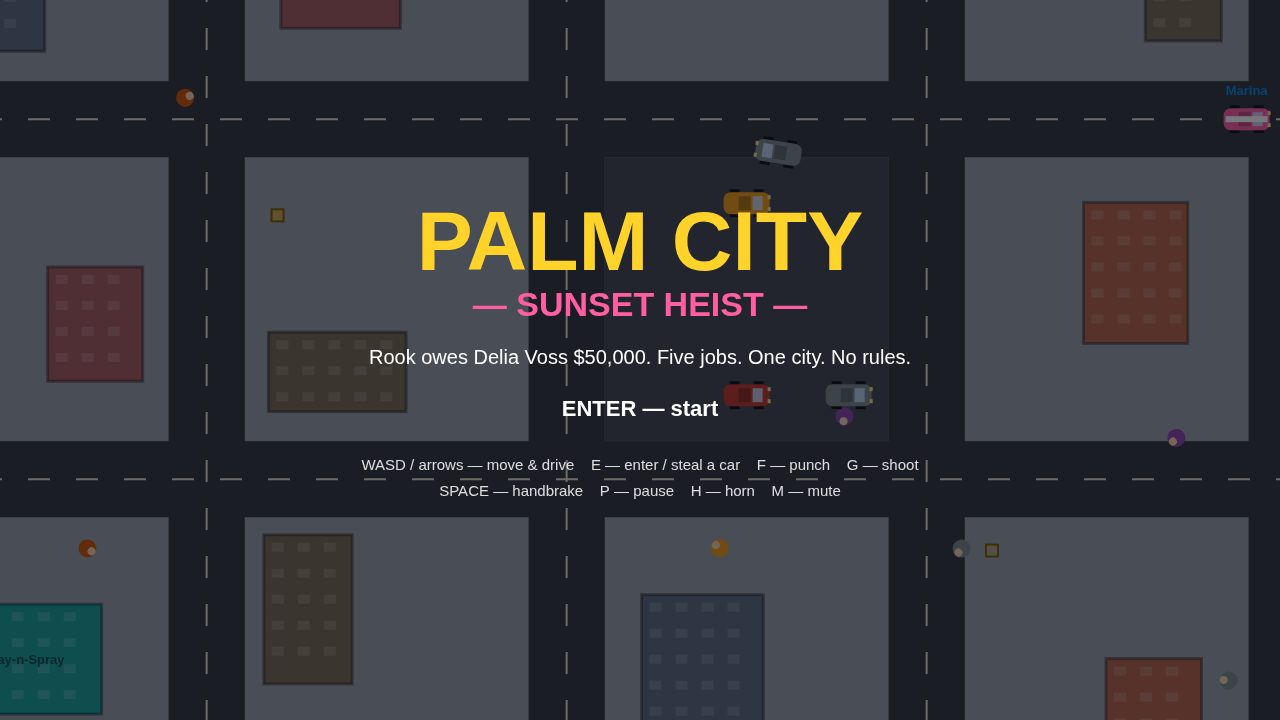 Marina
PALM CITY
— SUNSET HEIST —
Rook owes Delia Voss $50,000. Five jobs. One city. No rules.
ENTER — start
WASD / arrows — move & drive    E — enter / steal a car    F — punch    G — shoot
SPACE — handbrake    P — pause    H — horn    M — mute
ay-n-Spray